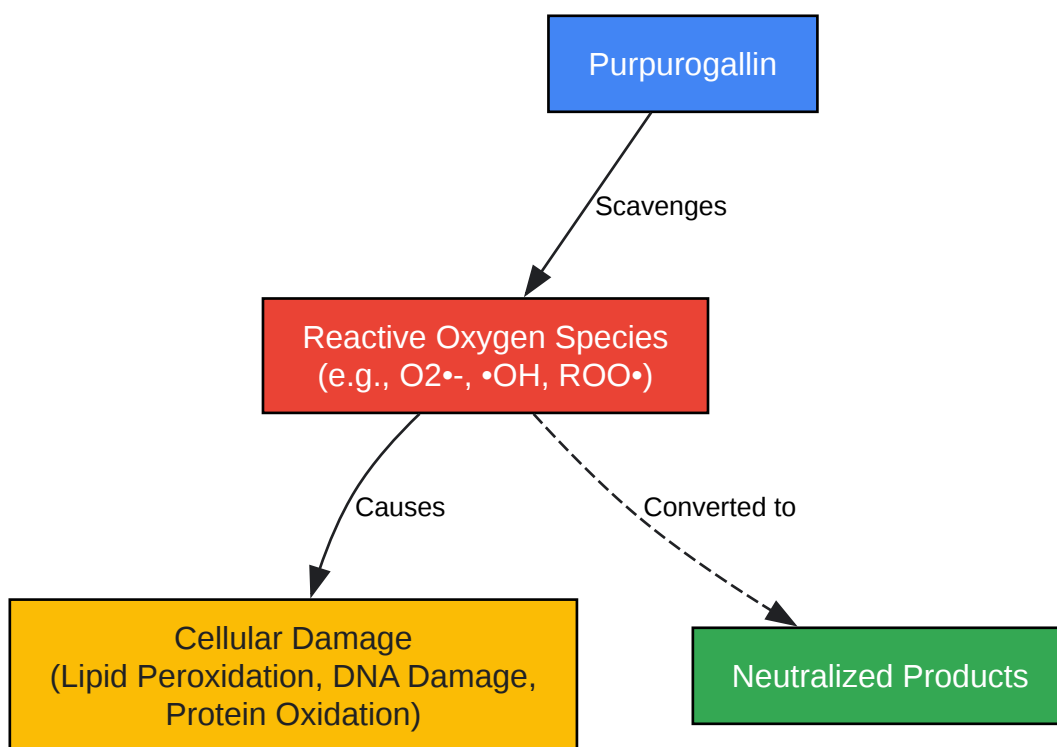 Purpurogallin
Scavenges
Reactive Oxygen Species
(e.g., O2•-, •OH, ROO•)
Causes
Converted to
Cellular Damage
(Lipid Peroxidation, DNA Damage,
Protein Oxidation)
Neutralized Products